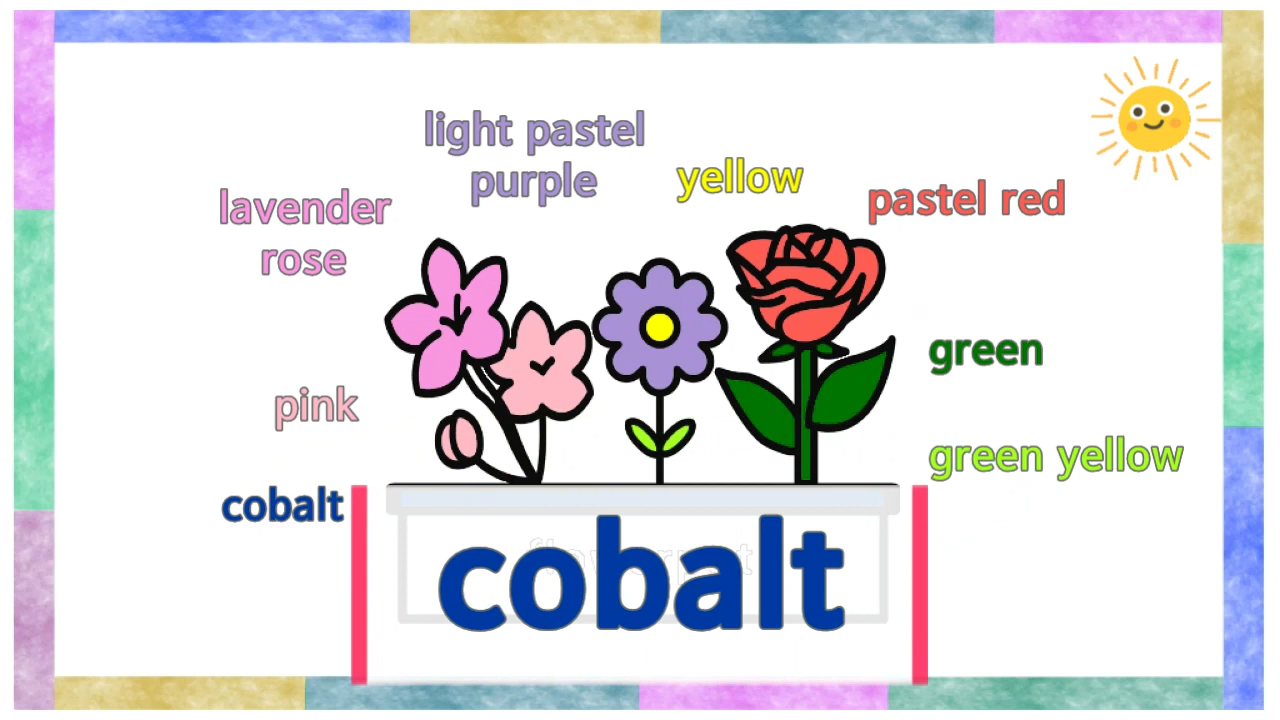 light pastel
purple
yellow
pastel red
lavender
rose
green
pink
green yellow
cobalt
cobalt